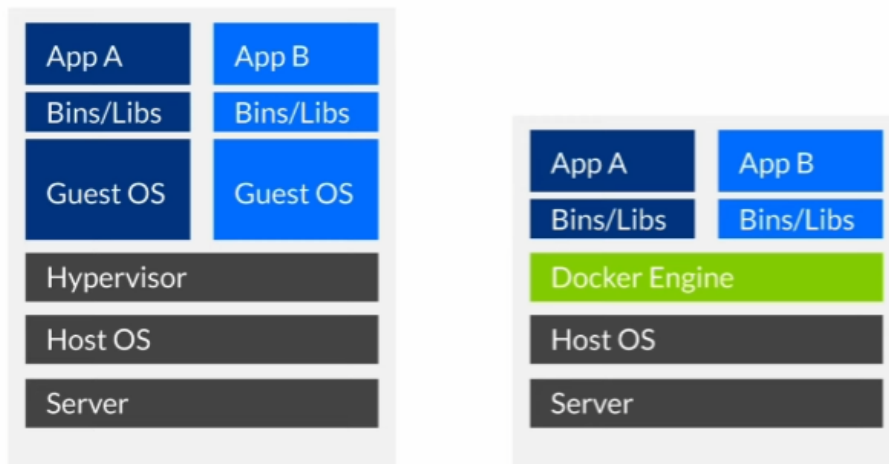 App A
App B
Bins/Libs
Bins/Libs
Guest OS
Guest OS
Hypervisor
Host OS
Server
App A
App B
Bins/Libs
Bins/Libs
Docker Engine
Host OS
Server